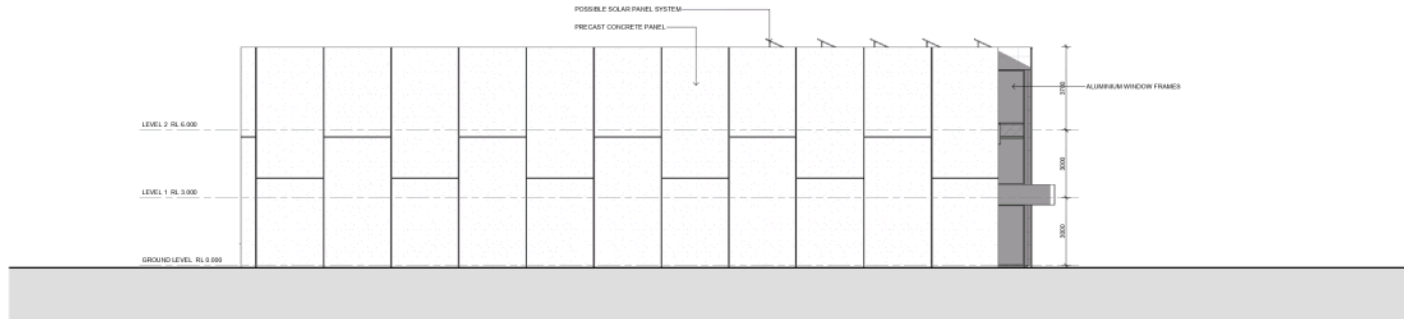 POSSIBLE SOLAR PANEL SYSTEM
PRECAST CONCRETE PANEL
ALUMINIUM WINDOW FRAMES
3700
LEVEL 2 RL 6.000
3000
LEVEL 1 RL 3.000
3000
GROUND LEVEL RL 0.000